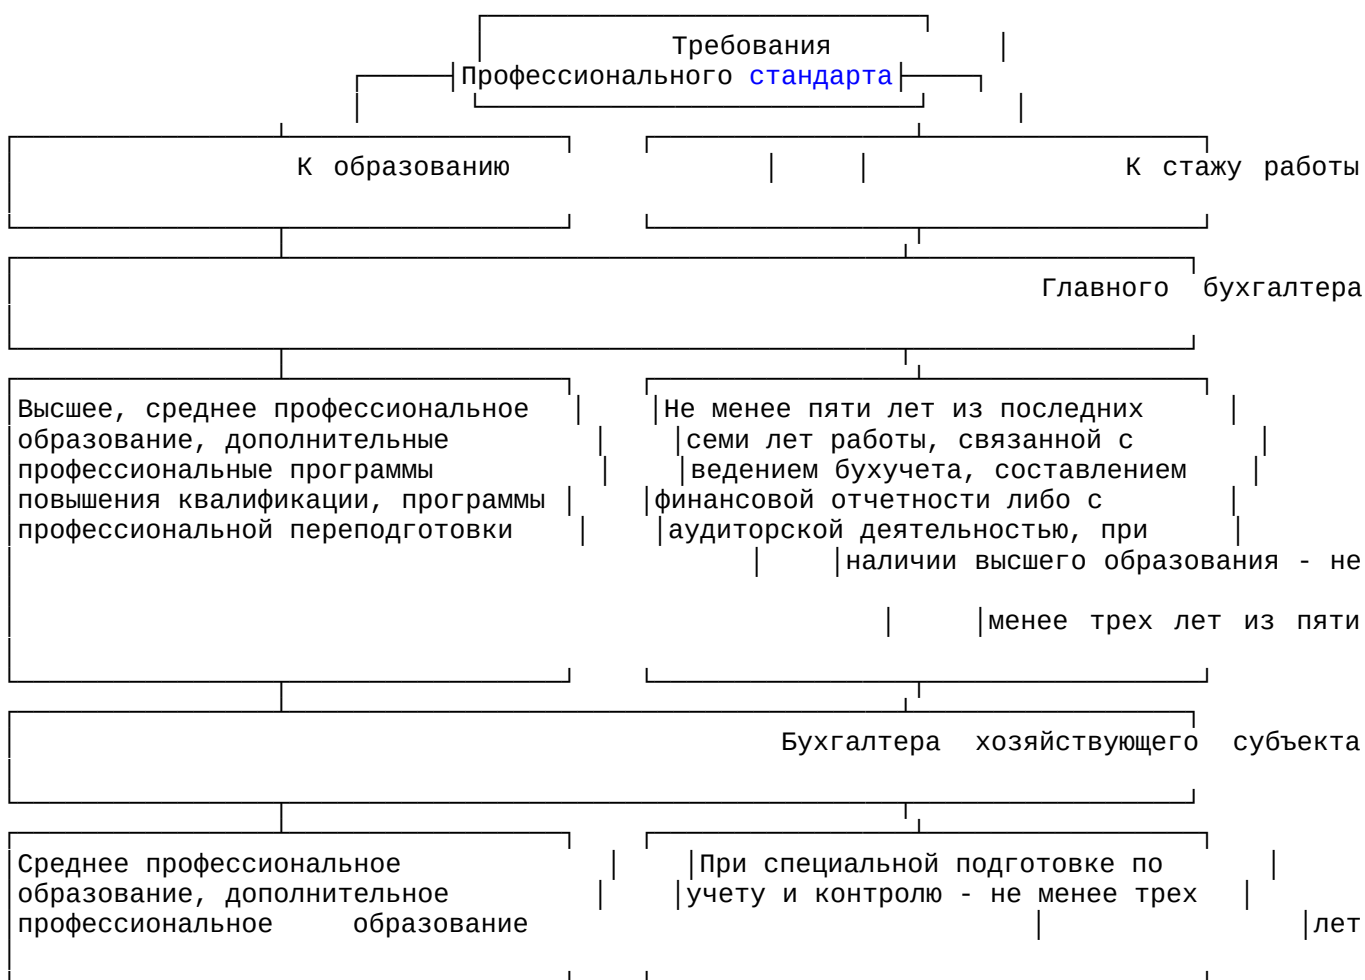 Требования
Профессионального стандарта
К образованию К стажу работы
Главного бухгалтера
Высшее, среднее профессиональное Не менее пяти лет из последних
образование, дополнительные семи лет работы, связанной с
профессиональные программы ведением бухучета, составлением
повышения квалификации, программы финансовой отчетности либо с
профессиональной переподготовки аудиторской деятельностью, при
наличии высшего образования - не
менее трех лет из пяти
Бухгалтера хозяйствующего субъекта
Среднее профессиональное При специальной подготовке по
образование, дополнительное учету и контролю - не менее трех
профессиональное образование лет